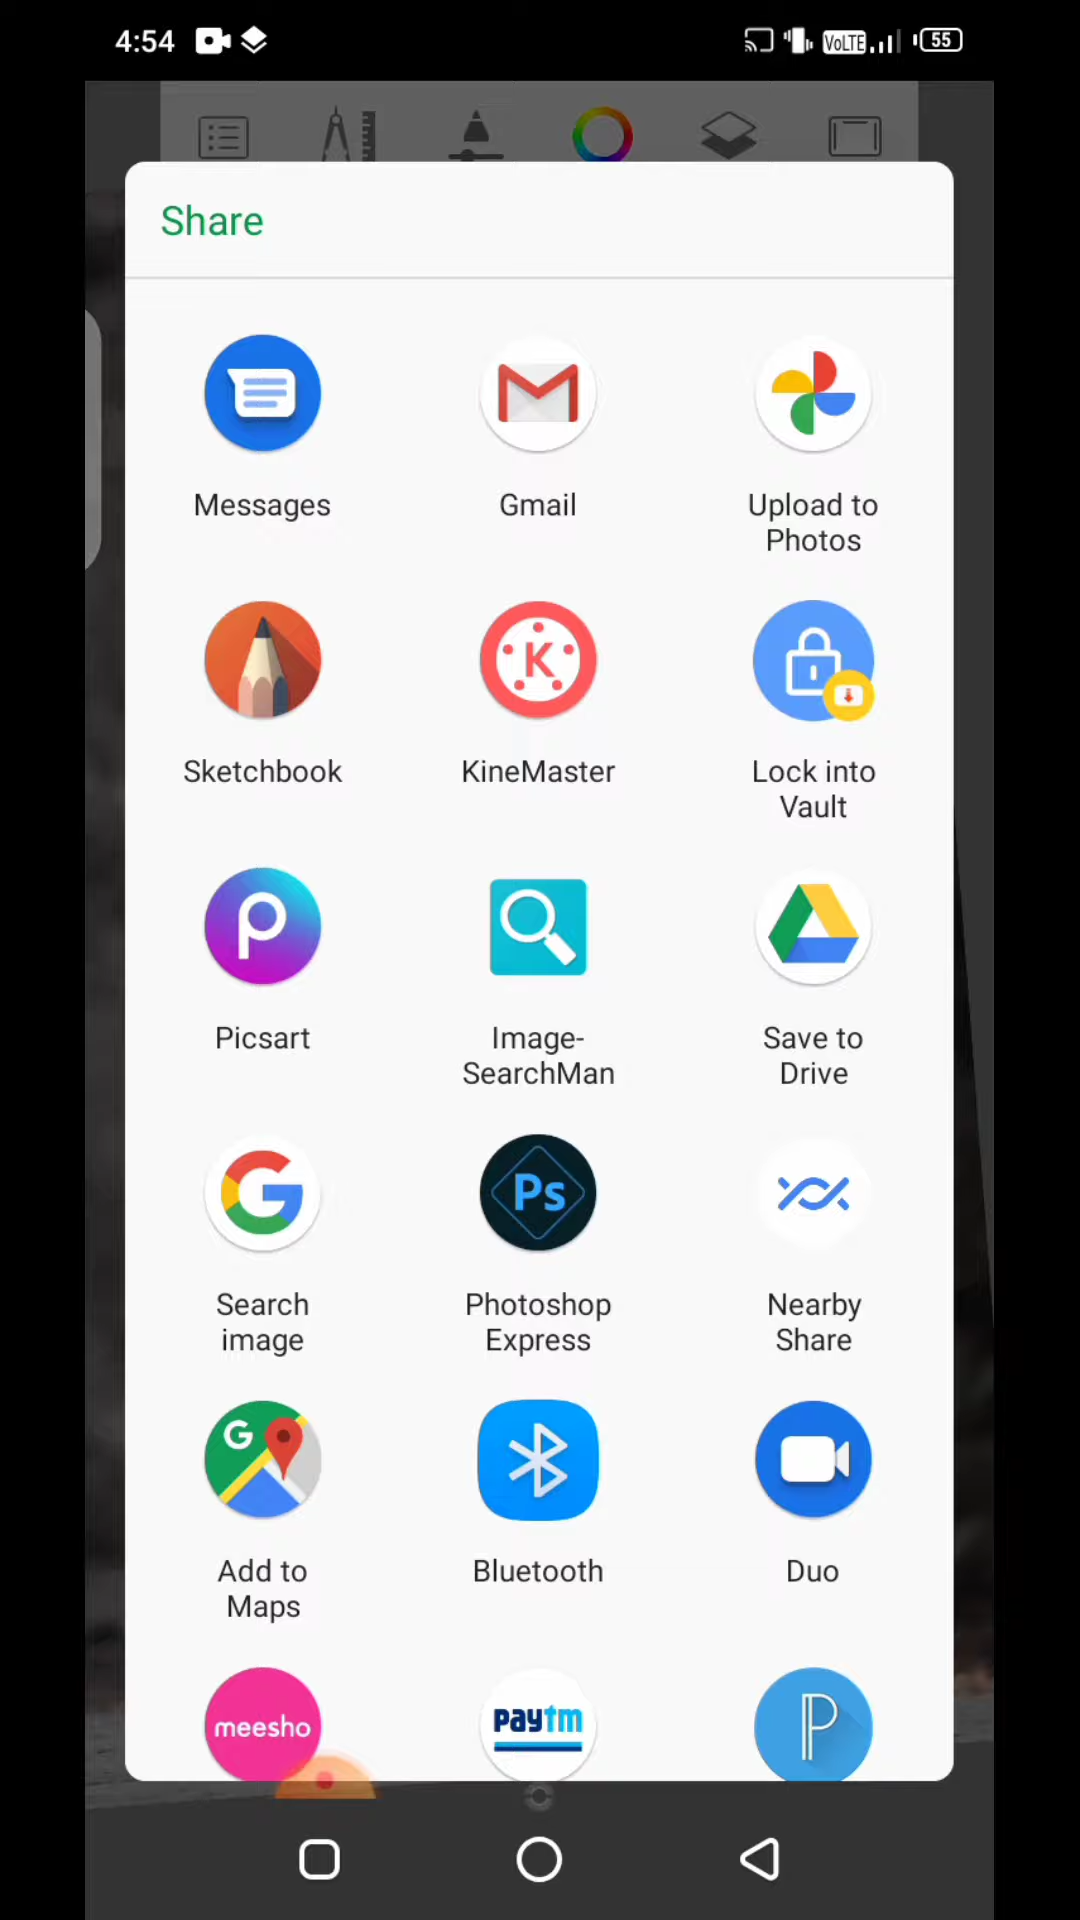 4:54
VoLTE
55
Share
Messages
Gmail
Upload to
Photos
Sketchbook
KineMaster
Lock into
Vault
Picsart
Image-
SearchMan
Save to
Drive
Search
image
Ps
Photoshop
Express
Nearby
Share
Add to
Maps
Bluetooth
Duo
meesho
paytm